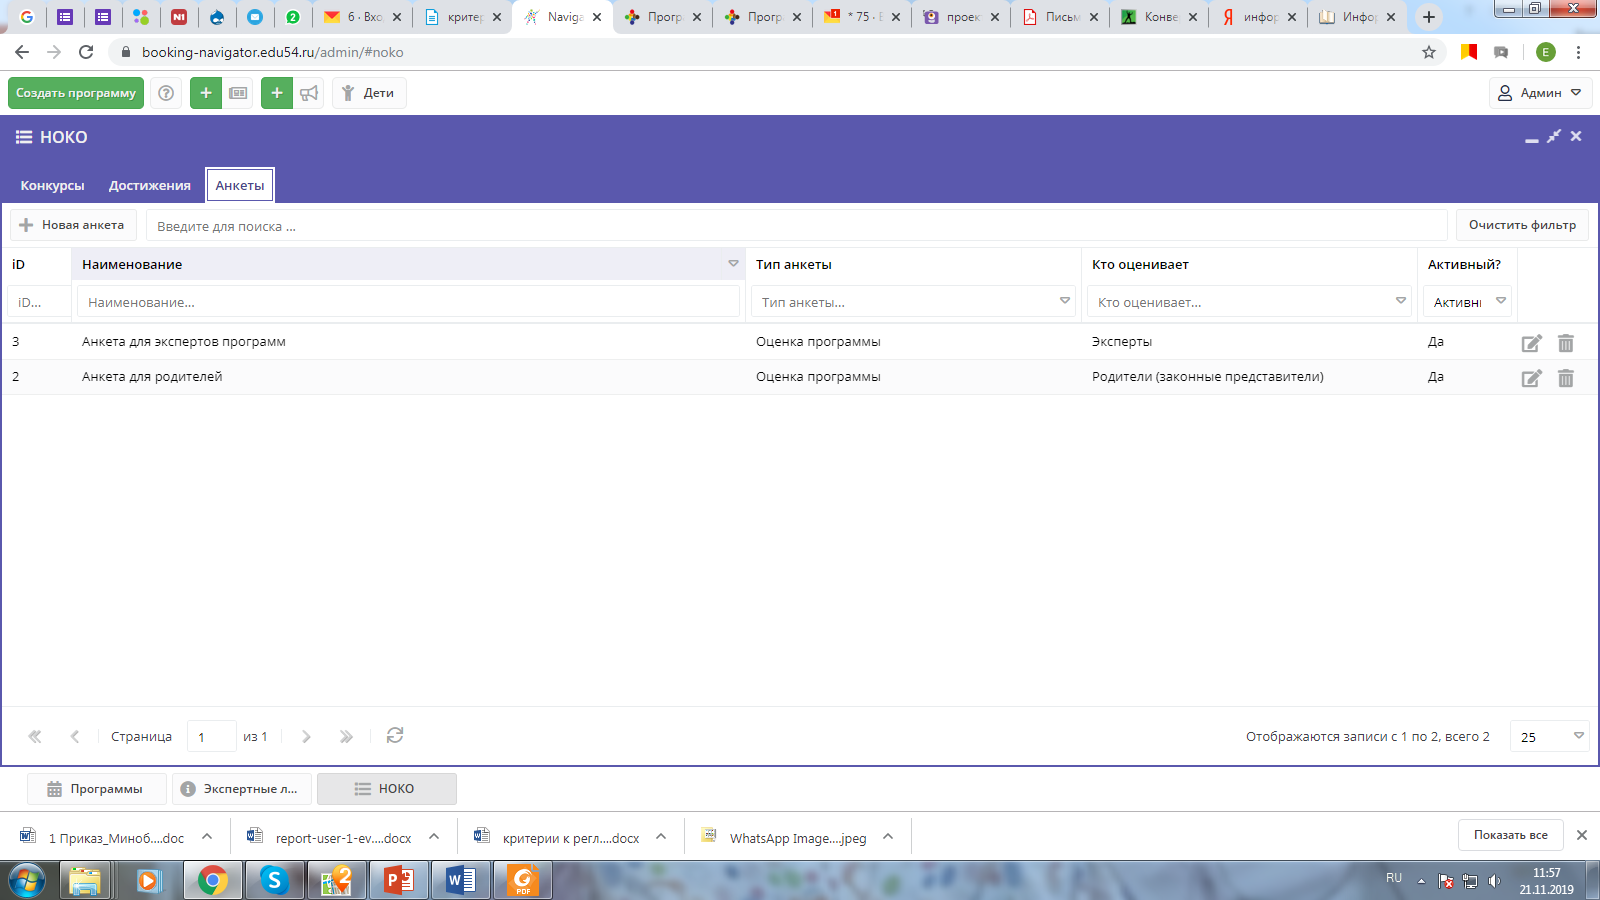 6 · Вхо
критер
Naviga
Прогр
Прогр
* 75 · В
проек
Письм
Конве
инфор
Инфор
booking-navigator.edu54.ru/admin/#noko
E
Создать программу
Дети
Админ
НОКО
Конкурсы
Достижения
Анкеты
Новая анкета
Введите для поиска ...
Очистить фильтр
iD
Наименование
Тип анкеты
Кто оценивает
Активный?
iD...
Наименование...
Тип анкеты...
Кто оценивает...
Активны
3
Анкета для экспертов программ
Оценка программы
Эксперты
Да
2
Анкета для родителей
Оценка программы
Родители (законные представители)
Да
Страница
1
из 1
Отображаются записи с 1 по 2, всего 2
25
Программы
Экспертные л...
НОКО
1 Приказ_Миноб....doc
report-user-1-ev....docx
критерии к регл....docx
WhatsApp Image....jpeg
Показать все
RU
11:57
21.11.2019